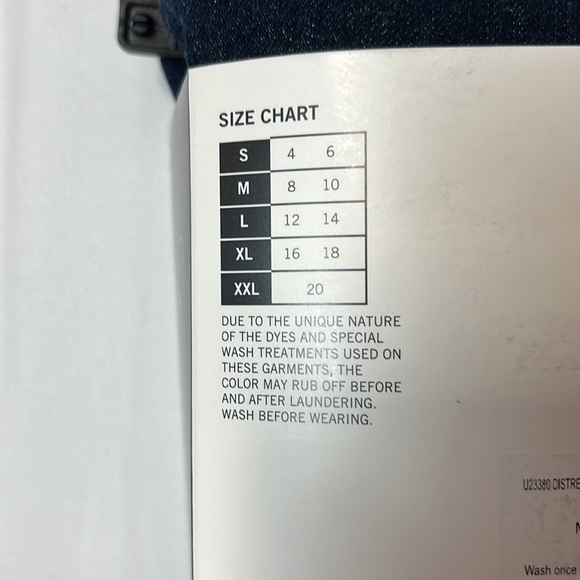 SIZE CHART
S 4 6
M 8 10
L 12 14
XL 16 18
XXL 20
DUE TO THE UNIQUE NATURE
OF THE DYES AND SPECIAL
WASH TREATMENTS USED ON
THESE GARMENTS, THE
COLOR MAY RUB OFF BEFORE
AND AFTER LAUNDERING.
WASH BEFORE WEARING.
U23380 DISTRE
N
Wash once